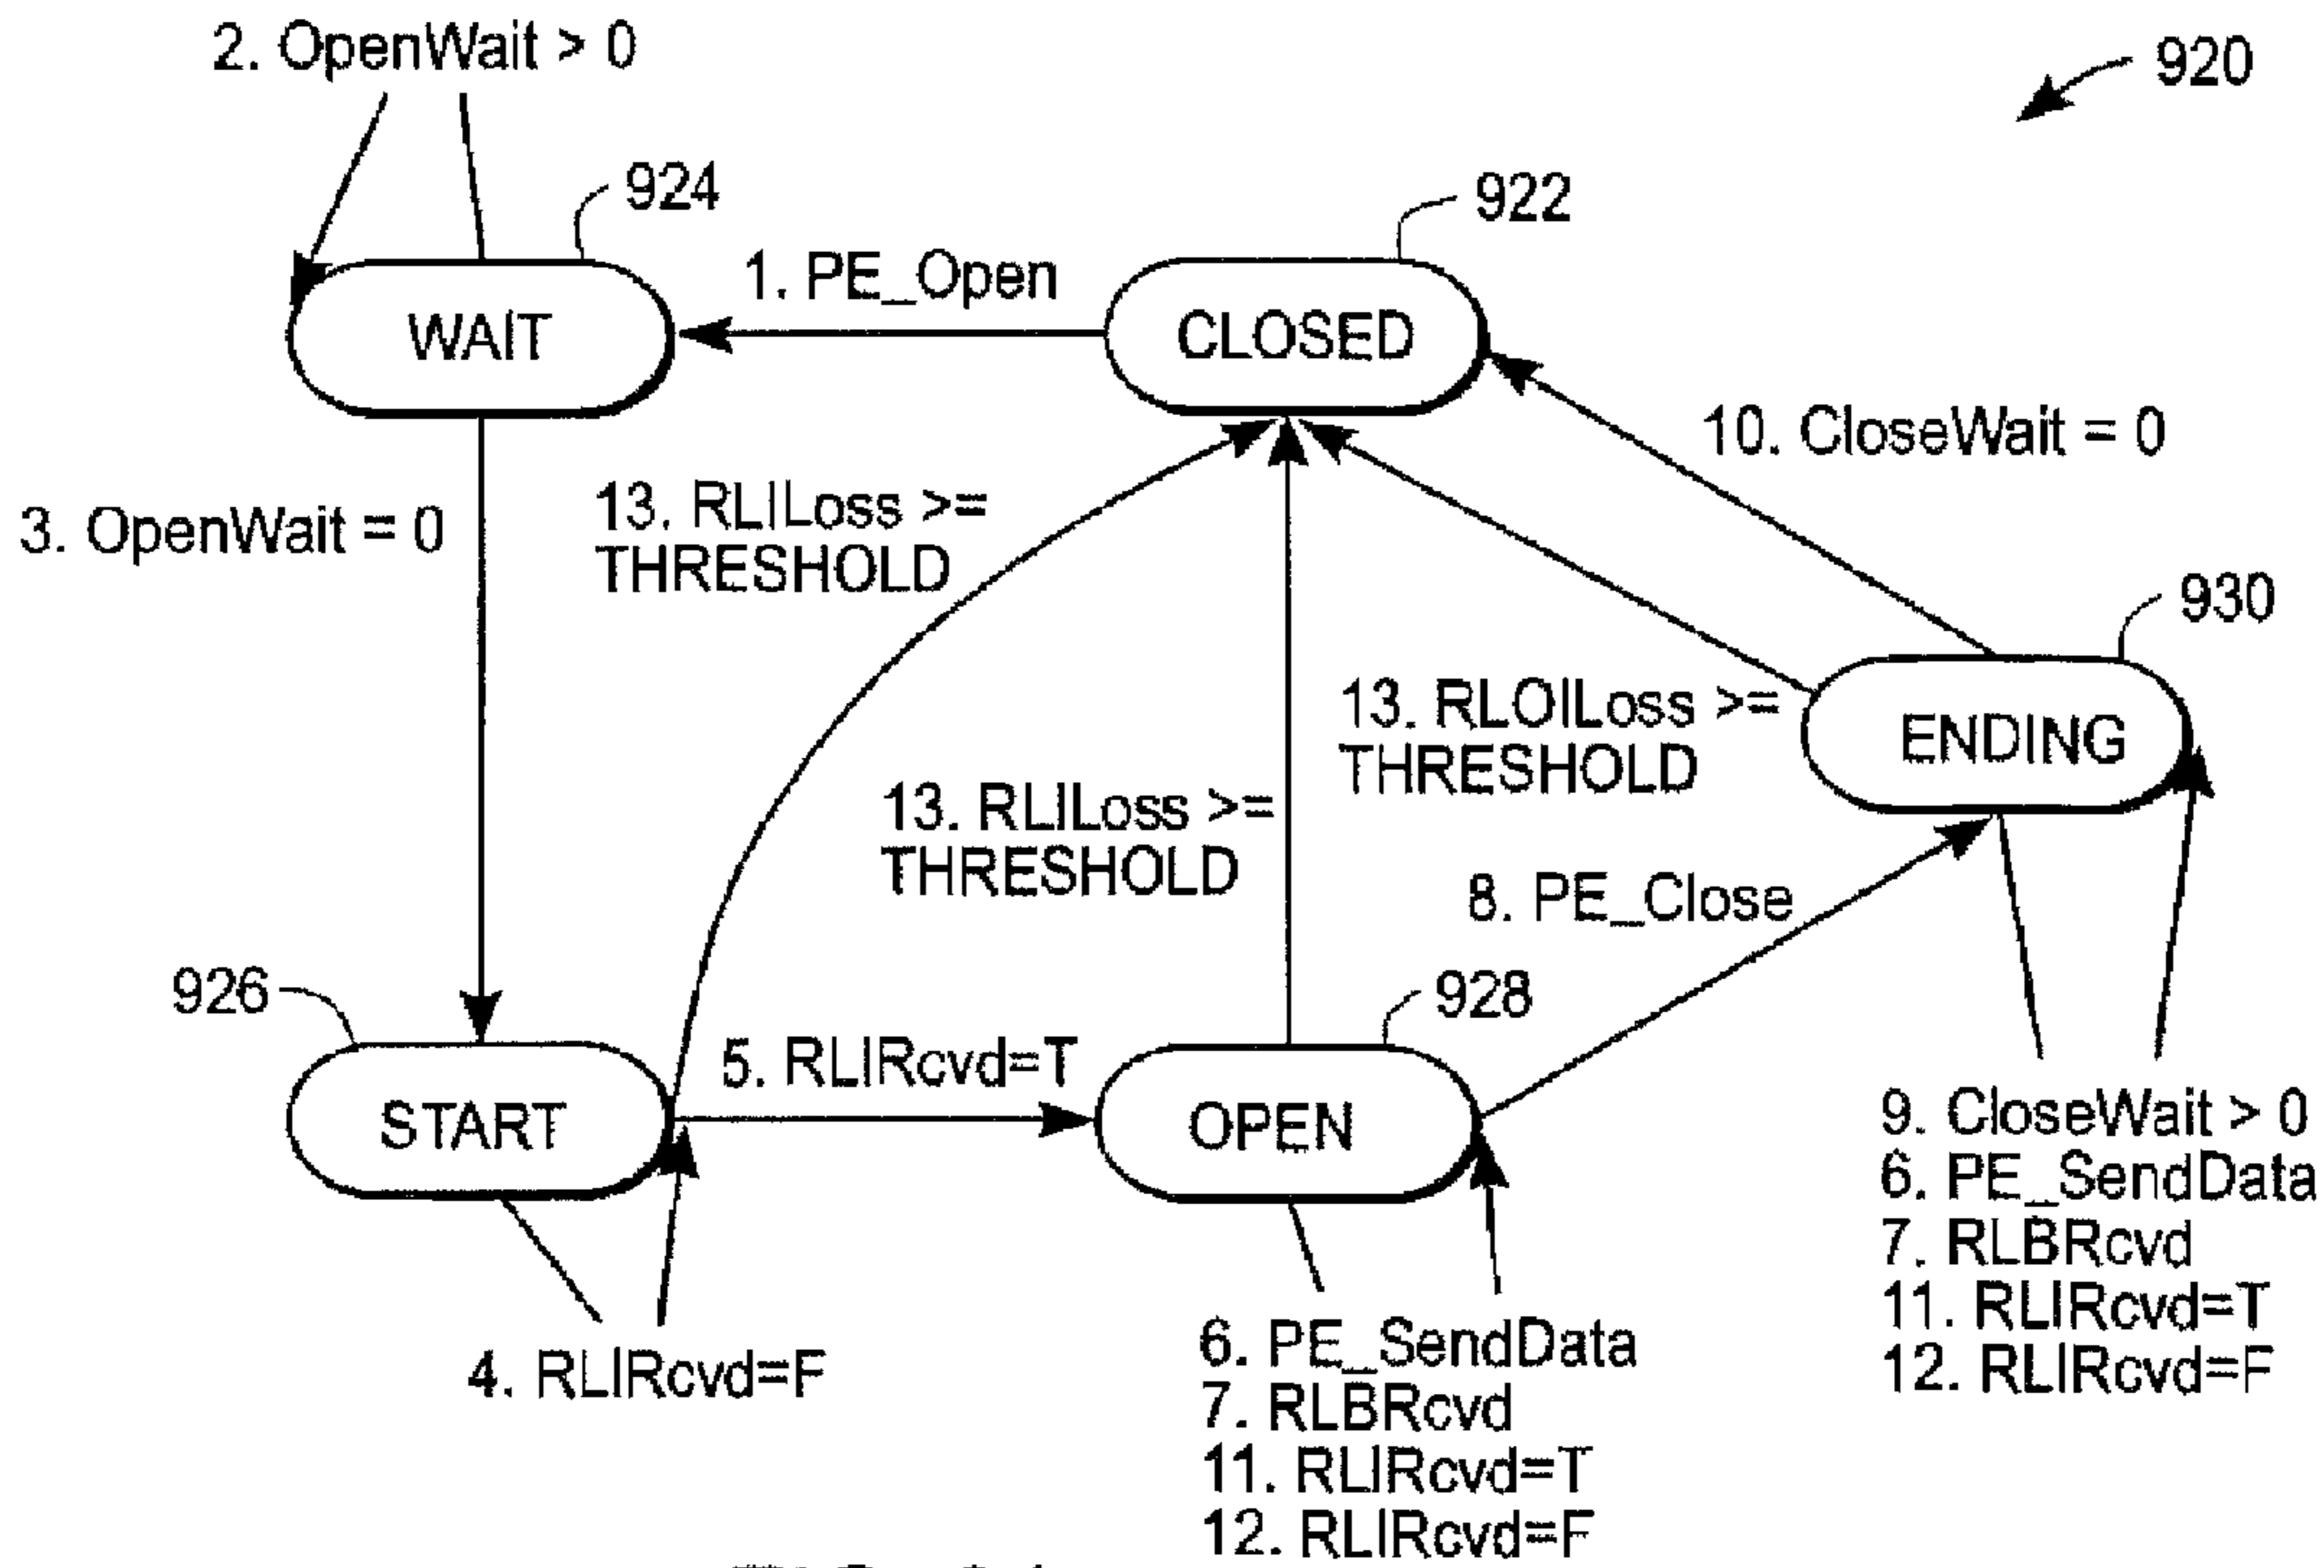 2. OpenWait > 0
920
924
922
1. PE_Open
WAIT
CLOSED
10. CloseWait = 0
3. OpenWait = 0
13. RLILoss >=
THRESHOLD
930
13. RLOILoss >=
THRESHOLD
ENDING
13. RLILoss >=
THRESHOLD
8. PE_Close
926
928
5. RLIRcvd=T
START
OPEN
9. CloseWait > 0
6. PE_SendData
7. RLBRcvd
11. RLIRcvd=T
12. RLIRcvd=F
4. RLIRcvd=F
6. PE_SendData
7. RLBRcvd
11. RLIRcvd=T
12. RLIRcvd=F